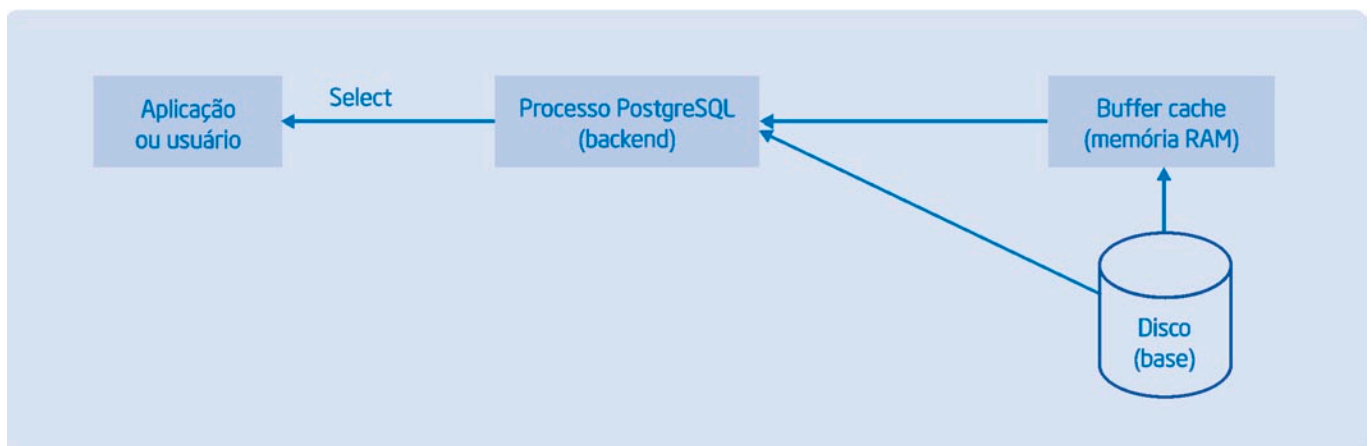 Aplicação
ou usuário
Select
Processo PostgreSQL
(backend)
Buffer cache
(memória RAM)
Disco
(base)